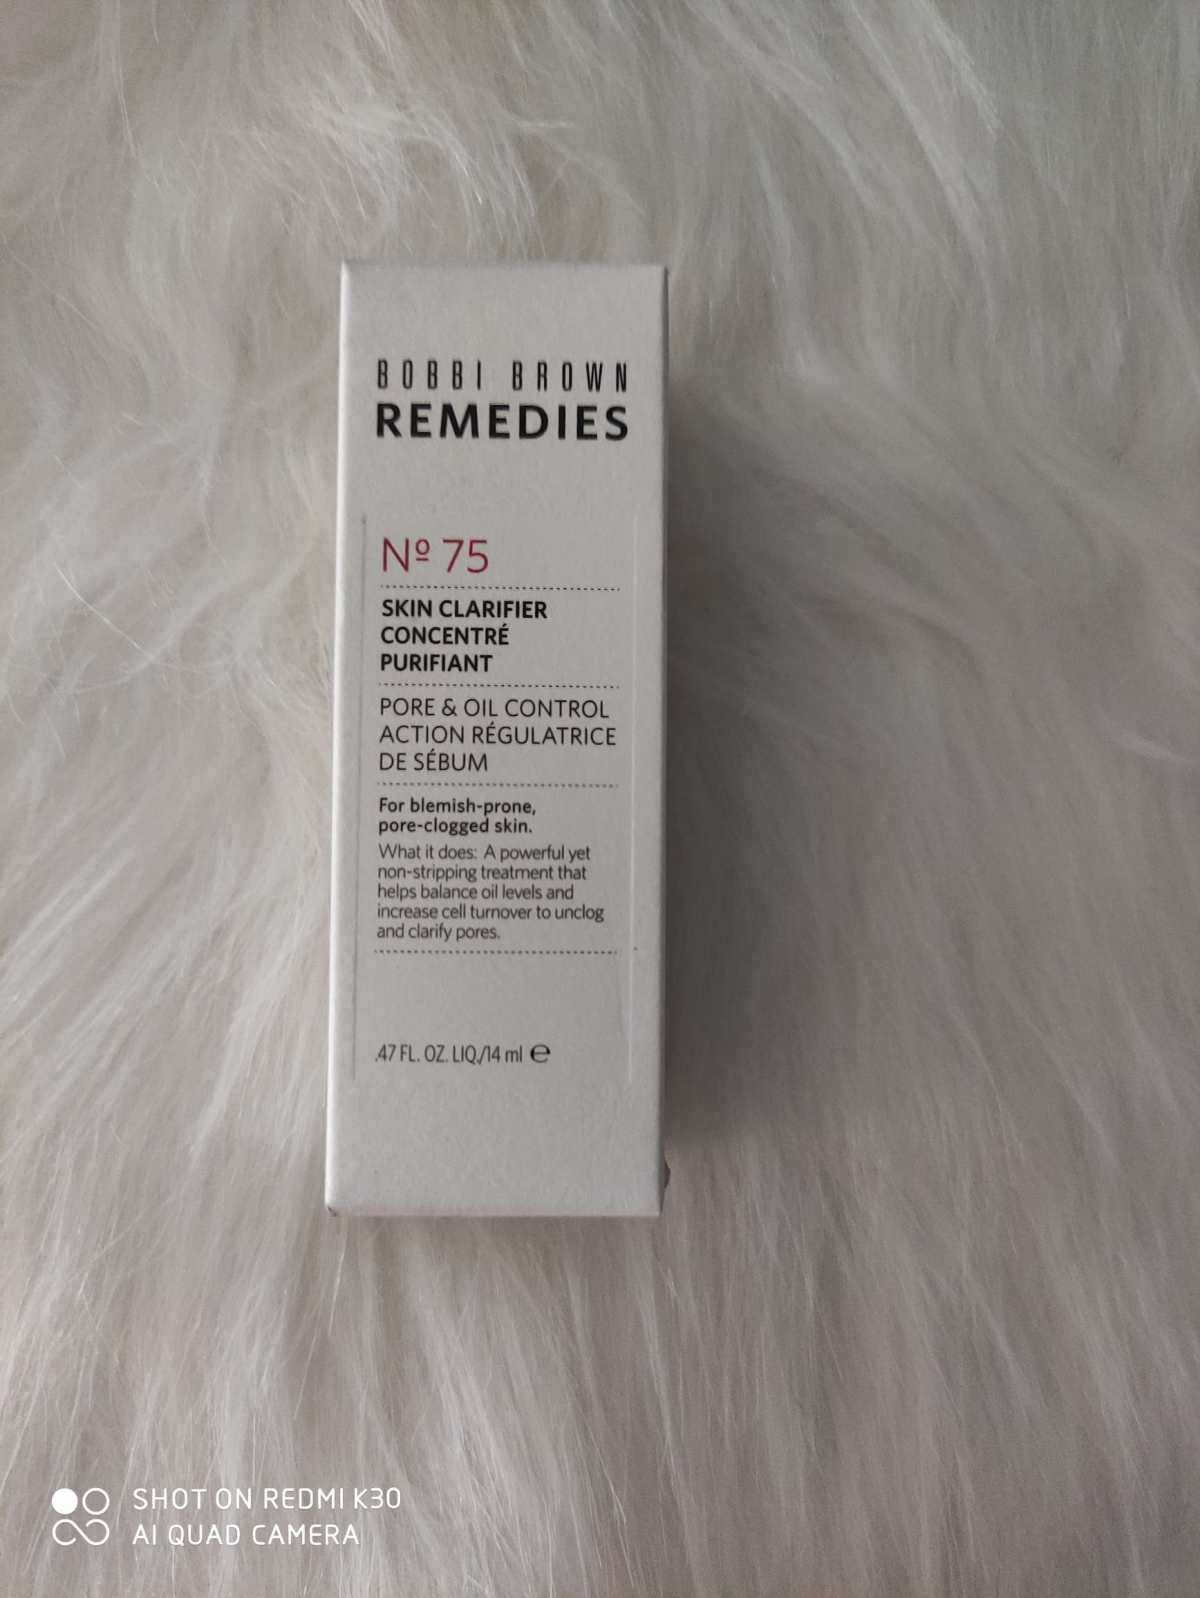 BOBBI BROWN
REMEDIES
Nº 75
SKIN CLARIFIER
CONCENTRÉ
PURIFIANT
PORE & OIL CONTROL
ACTION RÉGULATRICE
DE SÉBUM
For blemish-prone,
pore-clogged skin.
What it does: A powerful yet
non-stripping treatment that
helps balance oil levels and
increase cell turnover to unclog
and clarify pores.
.47 FL. OZ. LIQ./14 ml ℮
SHOT ON REDMI K30
AI QUAD CAMERA